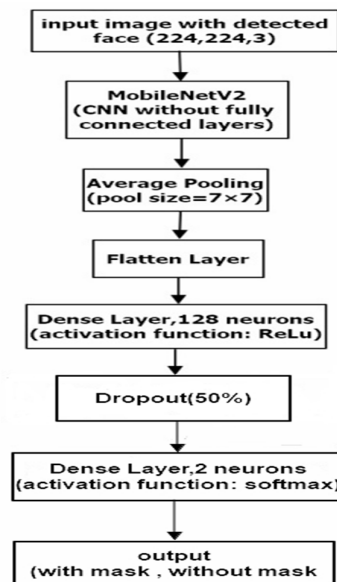 input image with detected
face (224,224,3)
MobileNetV2
(CNN without fully
connected layers)
Average Pooling
(pool size=7×7)
Flatten Layer
Dense Layer,128 neurons
(activation function: ReLu)
Dropout(50%)
Dense Layer,2 neurons
(activation function: softmax)
output
(with mask , without mask